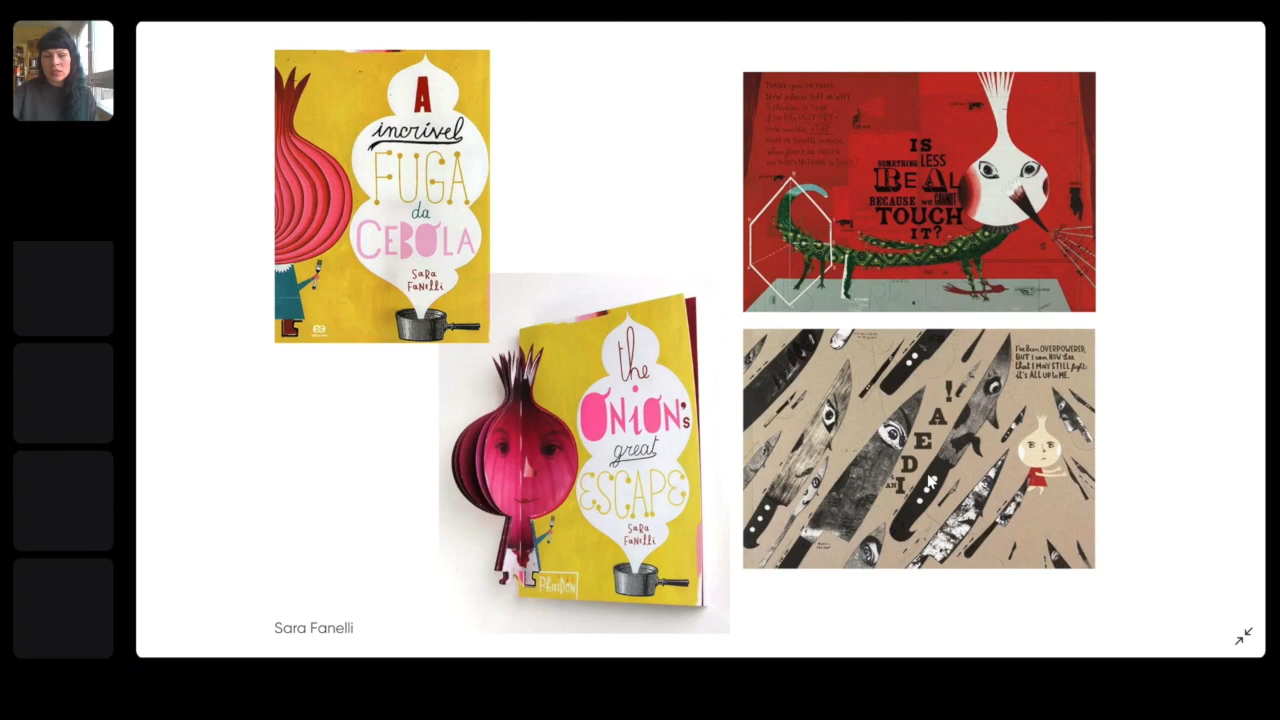 A
incrível
FUGA
da
CEBOLA
SaRa
FaNelli
the
ONiON's
great
ESCAPE
SaRa
FaNelli
PhaiDON
Sara Fanelli
IS
SOMETHING LESS
REAL
BECAUSE we CANNOT
TOUCH
IT?
I've Been OVERPOWERED,
BUT I can NOW See
that I MAY STILL fight:
it's ALL up to ME.
AN
IDEA!